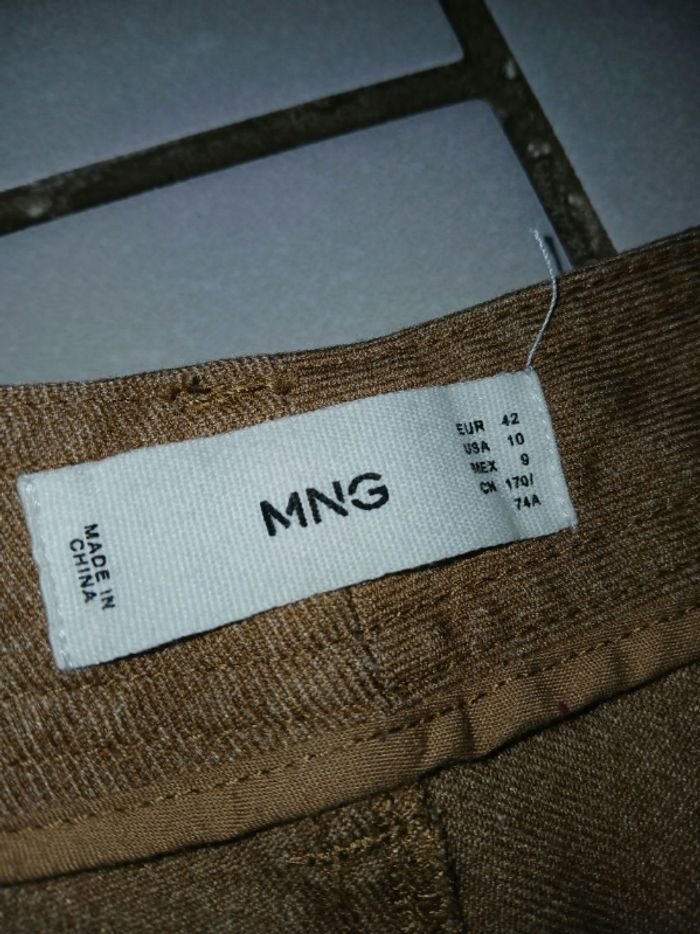 MADE IN
CHINA
MNG
EUR 42
USA 10
MEX 9
CN 170/
74A